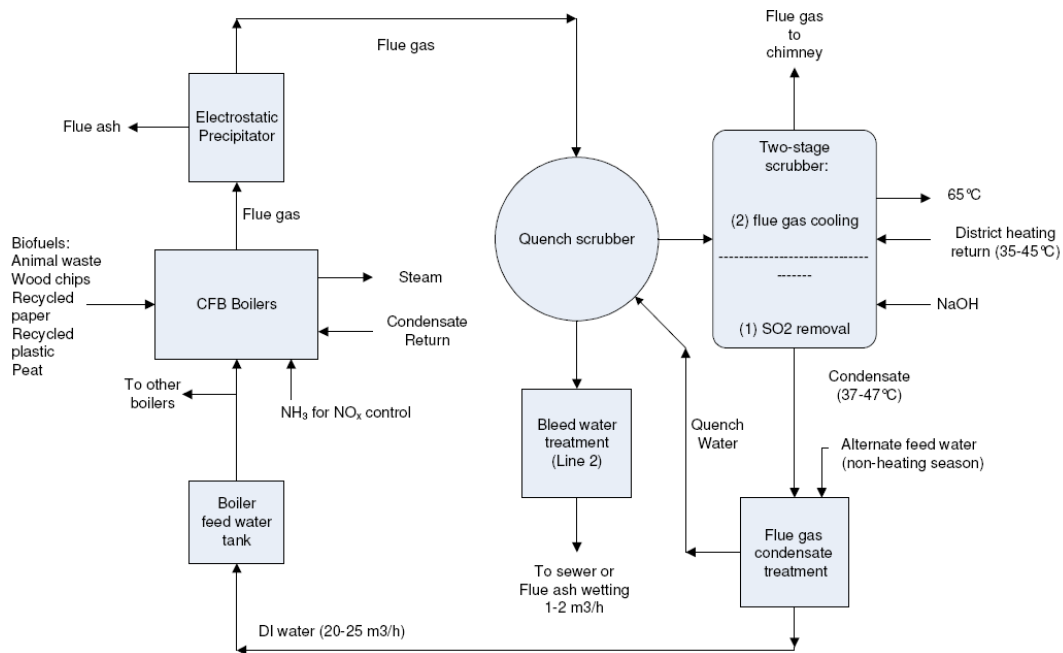 Flue gas
to
chimney
Flue gas
Electrostatic
Precipitator
Flue ash
Two-stage
scrubber:
65°C
(2) flue gas cooling
District heating
return (35-45°C)
Quench scrubber
Flue gas
Biofuels:
Animal waste
Wood chips
Recycled
paper
Recycled
plastic
Peat
CFB Boilers
Steam
Condensate
Return
NaOH
(1) SO2 removal
To other
boilers
NH₃ for NOₓ control
Condensate
(37-47°C)
Bleed water
treatment
(Line 2)
Quench
Water
Alternate feed water
(non-heating season)
Boiler
feed water
tank
Flue gas
condensate
treatment
To sewer or
Flue ash wetting
1-2 m3/h
DI water (20-25 m3/h)